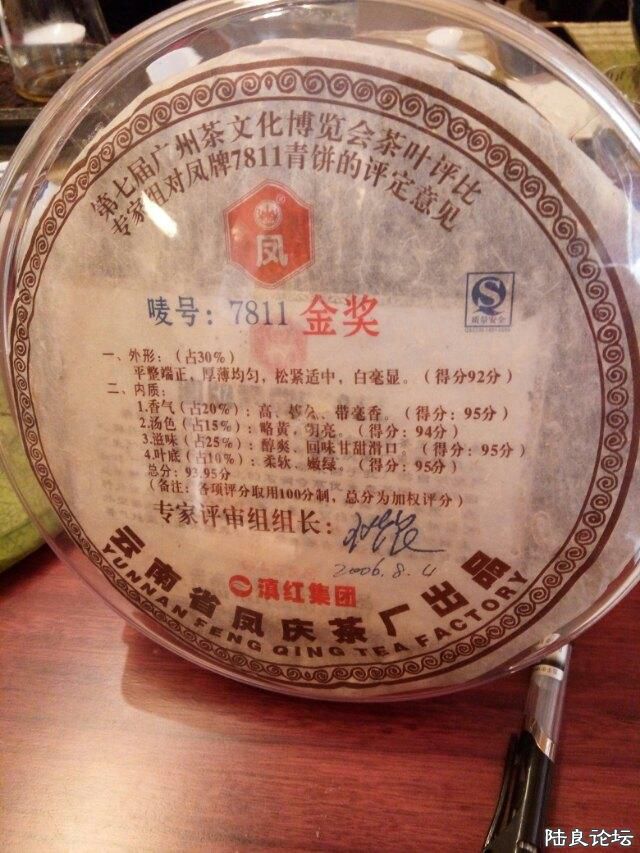 第七届广州茶文化博览会茶叶评比
专家组对凤牌7811青饼的评定意见
凤
唛号：7811 金奖
质量安全
一、外形：（占30%）
平整端正，厚薄均匀，松紧适中，白毫显。（得分92分）
二、内质：
1.香气（占20%）：高、持久、带毫香。（得分：95分）
2.汤色（占15%）：略黄，明亮。（得分：94分）
3.滋味（占25%）：醇爽、回味甘甜滑口。（得分：95分）
4.叶底（占10%）：柔软、嫩绿。（得分：95分）
总分：93.95分
（备注：各项评分取用100分制，总分为加权评分）
专家评审组组长：
2006.8.4
滇红集团
云南省凤庆茶厂出品
YUNNAN FENG QING TEA FACTORY
陆良论坛